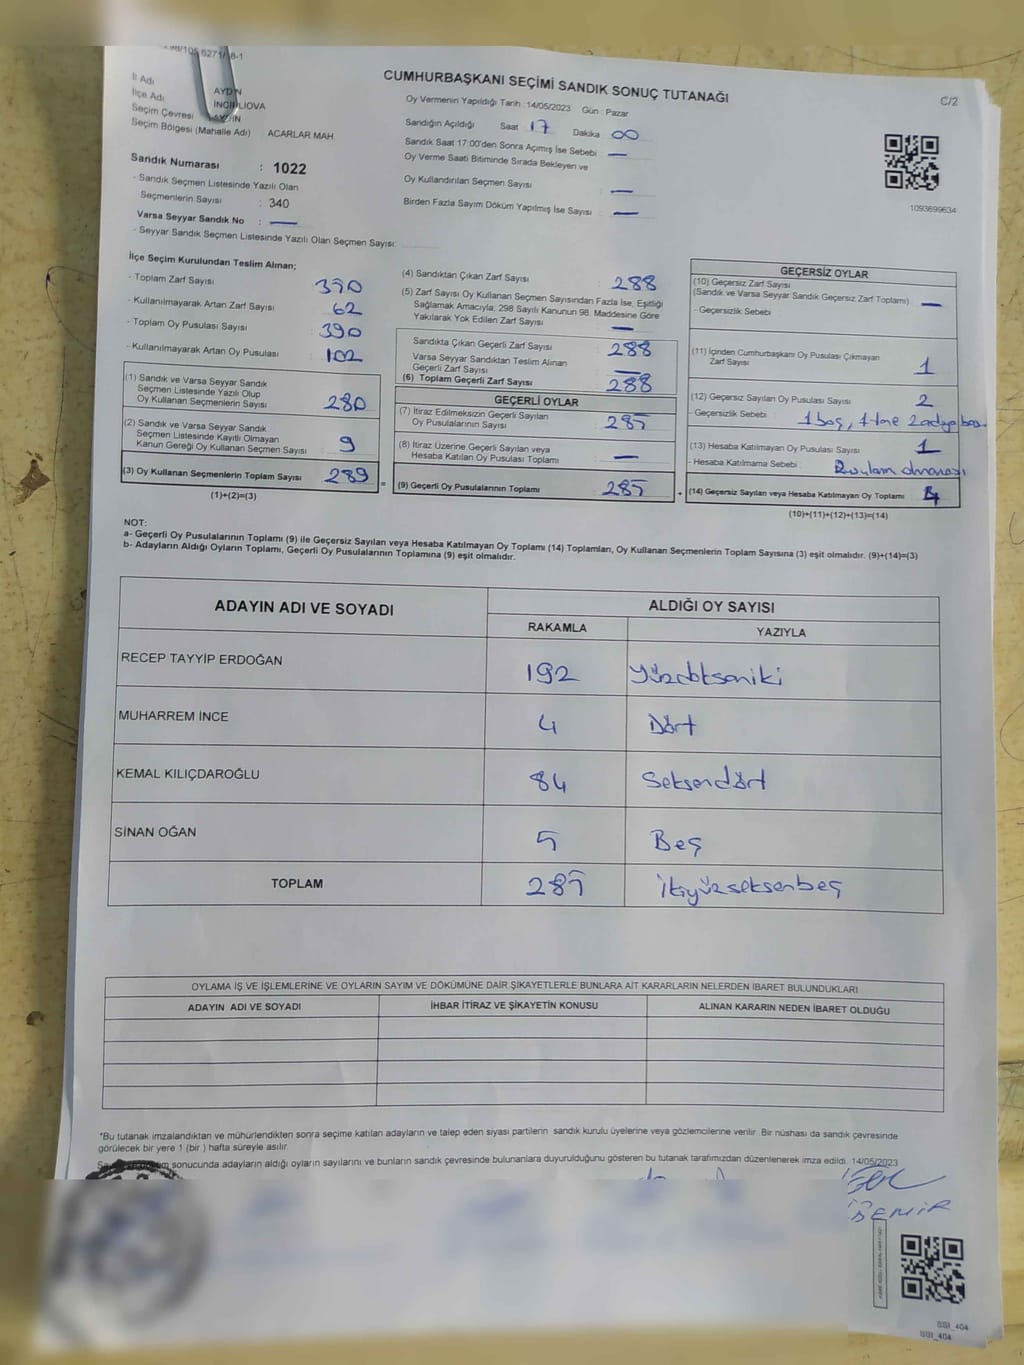 CUMHURBAŞKANI SEÇİMİ SANDIK SONUÇ TUTANAĞI
C/2
İl Adı
İlçe Adı
Seçim Çevresi
Seçim Bölgesi (Mahalle Adı) ACARLAR MAH.
Sandık Numarası : 1022
- Sandık Seçmen Listesinde Yazılı Olan
Seçmenlerin Sayısı : 340
Varsa Seyyar Sandık No : —
- Seyyar Sandık Seçmen Listesinde Yazılı Olan Seçmen Sayısı:
Oy Vermenin Yapıldığı Tarih :14/05/2023 Gün : Pazar
Sandığın Açıldığı Saat 17 Dakika 00
Sandık Saat 17:00'den Sonra Açımış İse Sebebi : —
Oy Verme Saati Bitiminde Sırada Bekleyen ve
Oy Kullandırılan Seçmen Sayısı : —
Birden Fazla Sayım Döküm Yapılmış İse Sayısı : —
1093699634
İlçe Seçim Kurulundan Teslim Alınan;
- Toplam Zarf Sayısı : 350
- Kullanılmayarak Artan Zarf Sayısı : 62
- Toplam Oy Pusulası Sayısı : 390
- Kullanılmayarak Artan Oy Pusulası : 102
(1) Sandık ve Varsa Seyyar Sandık
Seçmen Listesinde Yazılı Olup
Oy Kullanan Seçmenlerin Sayısı : 280
(2) Sandık ve Varsa Seyyar Sandık
Seçmen Listesinde Kayıtlı Olmayan
Kanun Gereği Oy Kullanan Seçmen Sayısı : 9
(3) Oy Kullanan Seçmenlerin Toplam Sayısı : 289
(1)+(2)=(3)
(4) Sandıktan Çıkan Zarf Sayısı : 288
(5) Zarf Sayısı Oy Kullanan Seçmen Sayısından Fazla İse, Eşitliği
Sağlamak Amacıyla, 298 Sayılı Kanunun 98. Maddesine Göre
Yakılarak Yok Edilen Zarf Sayısı : —
Sandıkta Çıkan Geçerli Zarf Sayısı : 288
Varsa Seyyar Sandıktan Teslim Alınan
Geçerli Zarf Sayısı : —
(6) Toplam Geçerli Zarf Sayısı : 288
GEÇERLİ OYLAR
(7) İtiraz Edilmeksizin Geçerli Sayılan
Oy Pusulalarının Sayısı : 285
(8) İtiraz Üzerine Geçerli Sayılan veya
Hesaba Katılan Oy Pusulası Toplamı : —
(9) Geçerli Oy Pusulalarının Toplamı : 285
GEÇERSİZ OYLAR
(10) Geçersiz Zarf Sayısı
(Sandık ve Varsa Seyyar Sandık Geçersiz Zarf Toplamı) : —
- Geçersizlik Sebebi :
(11) İçinden Cumhurbaşkanı Oy Pusulası Çıkmayan
Zarf Sayısı : 1
(12) Geçersiz Sayılan Oy Pusulası Sayısı : 2
- Geçersizlik Sebebi : 1 boş, 1 tane 2 adaya bas.
(13) Hesaba Katılmayan Oy Pusulası Sayısı : 1
- Hesaba Katılmama Sebebi : olmaması
(14) Geçersiz Sayılan veya Hesaba Katılmayan Oy Toplamı : 4
(10)+(11)+(12)+(13)=(14)
NOT:
a- Geçerli Oy Pusulalarının Toplamı (9) ile Geçersiz Sayılan veya Hesaba Katılmayan Oy Toplamı (14) Toplamları, Oy Kullanan Seçmenlerin Toplam Sayısına (3) eşit olmalıdır. (9)+(14)=(3)
b- Adayların Aldığı Oyların Toplamı, Geçerli Oy Pusulalarının Toplamına (9) eşit olmalıdır.
ADAYIN ADI VE SOYADI ALDIĞI OY SAYISI
RAKAMLA YAZIYLA
RECEP TAYYİP ERDOĞAN 192 Yüzdoksaniki
MUHARREM İNCE 4 Dört
KEMAL KILIÇDAROĞLU 84 Seksendört
SİNAN OĞAN 5 Beş
TOPLAM 285 İkiyüzseksenbeş
OYLAMA İŞ VE İŞLEMLERİNE VE OYLARIN SAYIM VE DÖKÜMÜNE DAİR ŞİKAYETLERLE BUNLARA AİT KARARLARIN NELERDEN İBARET BULUNDUKLARI
ADAYIN ADI VE SOYADI İHBAR İTİRAZ VE ŞİKAYETİN KONUSU ALINAN KARARIN NEDEN İBARET OLDUĞU
*Bu tutanak imzalandıktan ve mühürlendikten sonra seçime katılan adayların ve talep eden siyasi partilerin sandık kurulu üyelerine veya gözlemcilerine verilir. Bir nüshası da sandık çevresinde
görülecek bir yere 1 (bir ) hafta süreyle asılır.
sonucunda adayların aldığı oyların sayılarını ve bunların sandık çevresinde bulunanlara duyurulduğunu gösteren bu tutanak tarafımızdan düzenlenerek imza edildi. 14/05/2023
SSI_404
SSI_404